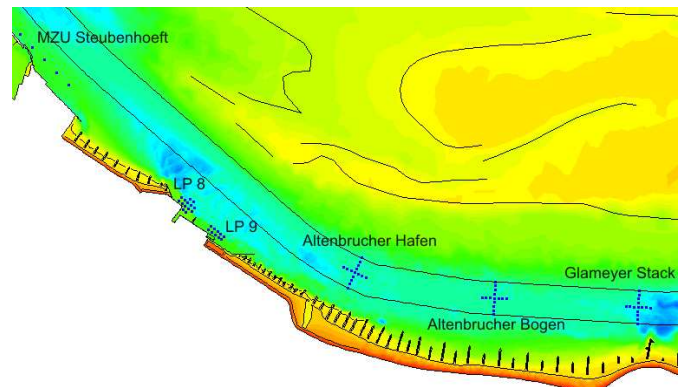 MZU Steubenhoeft
LP 8
LP 9
Altenbrucher Hafen
Glameyer Stack
Altenbrucher Bogen